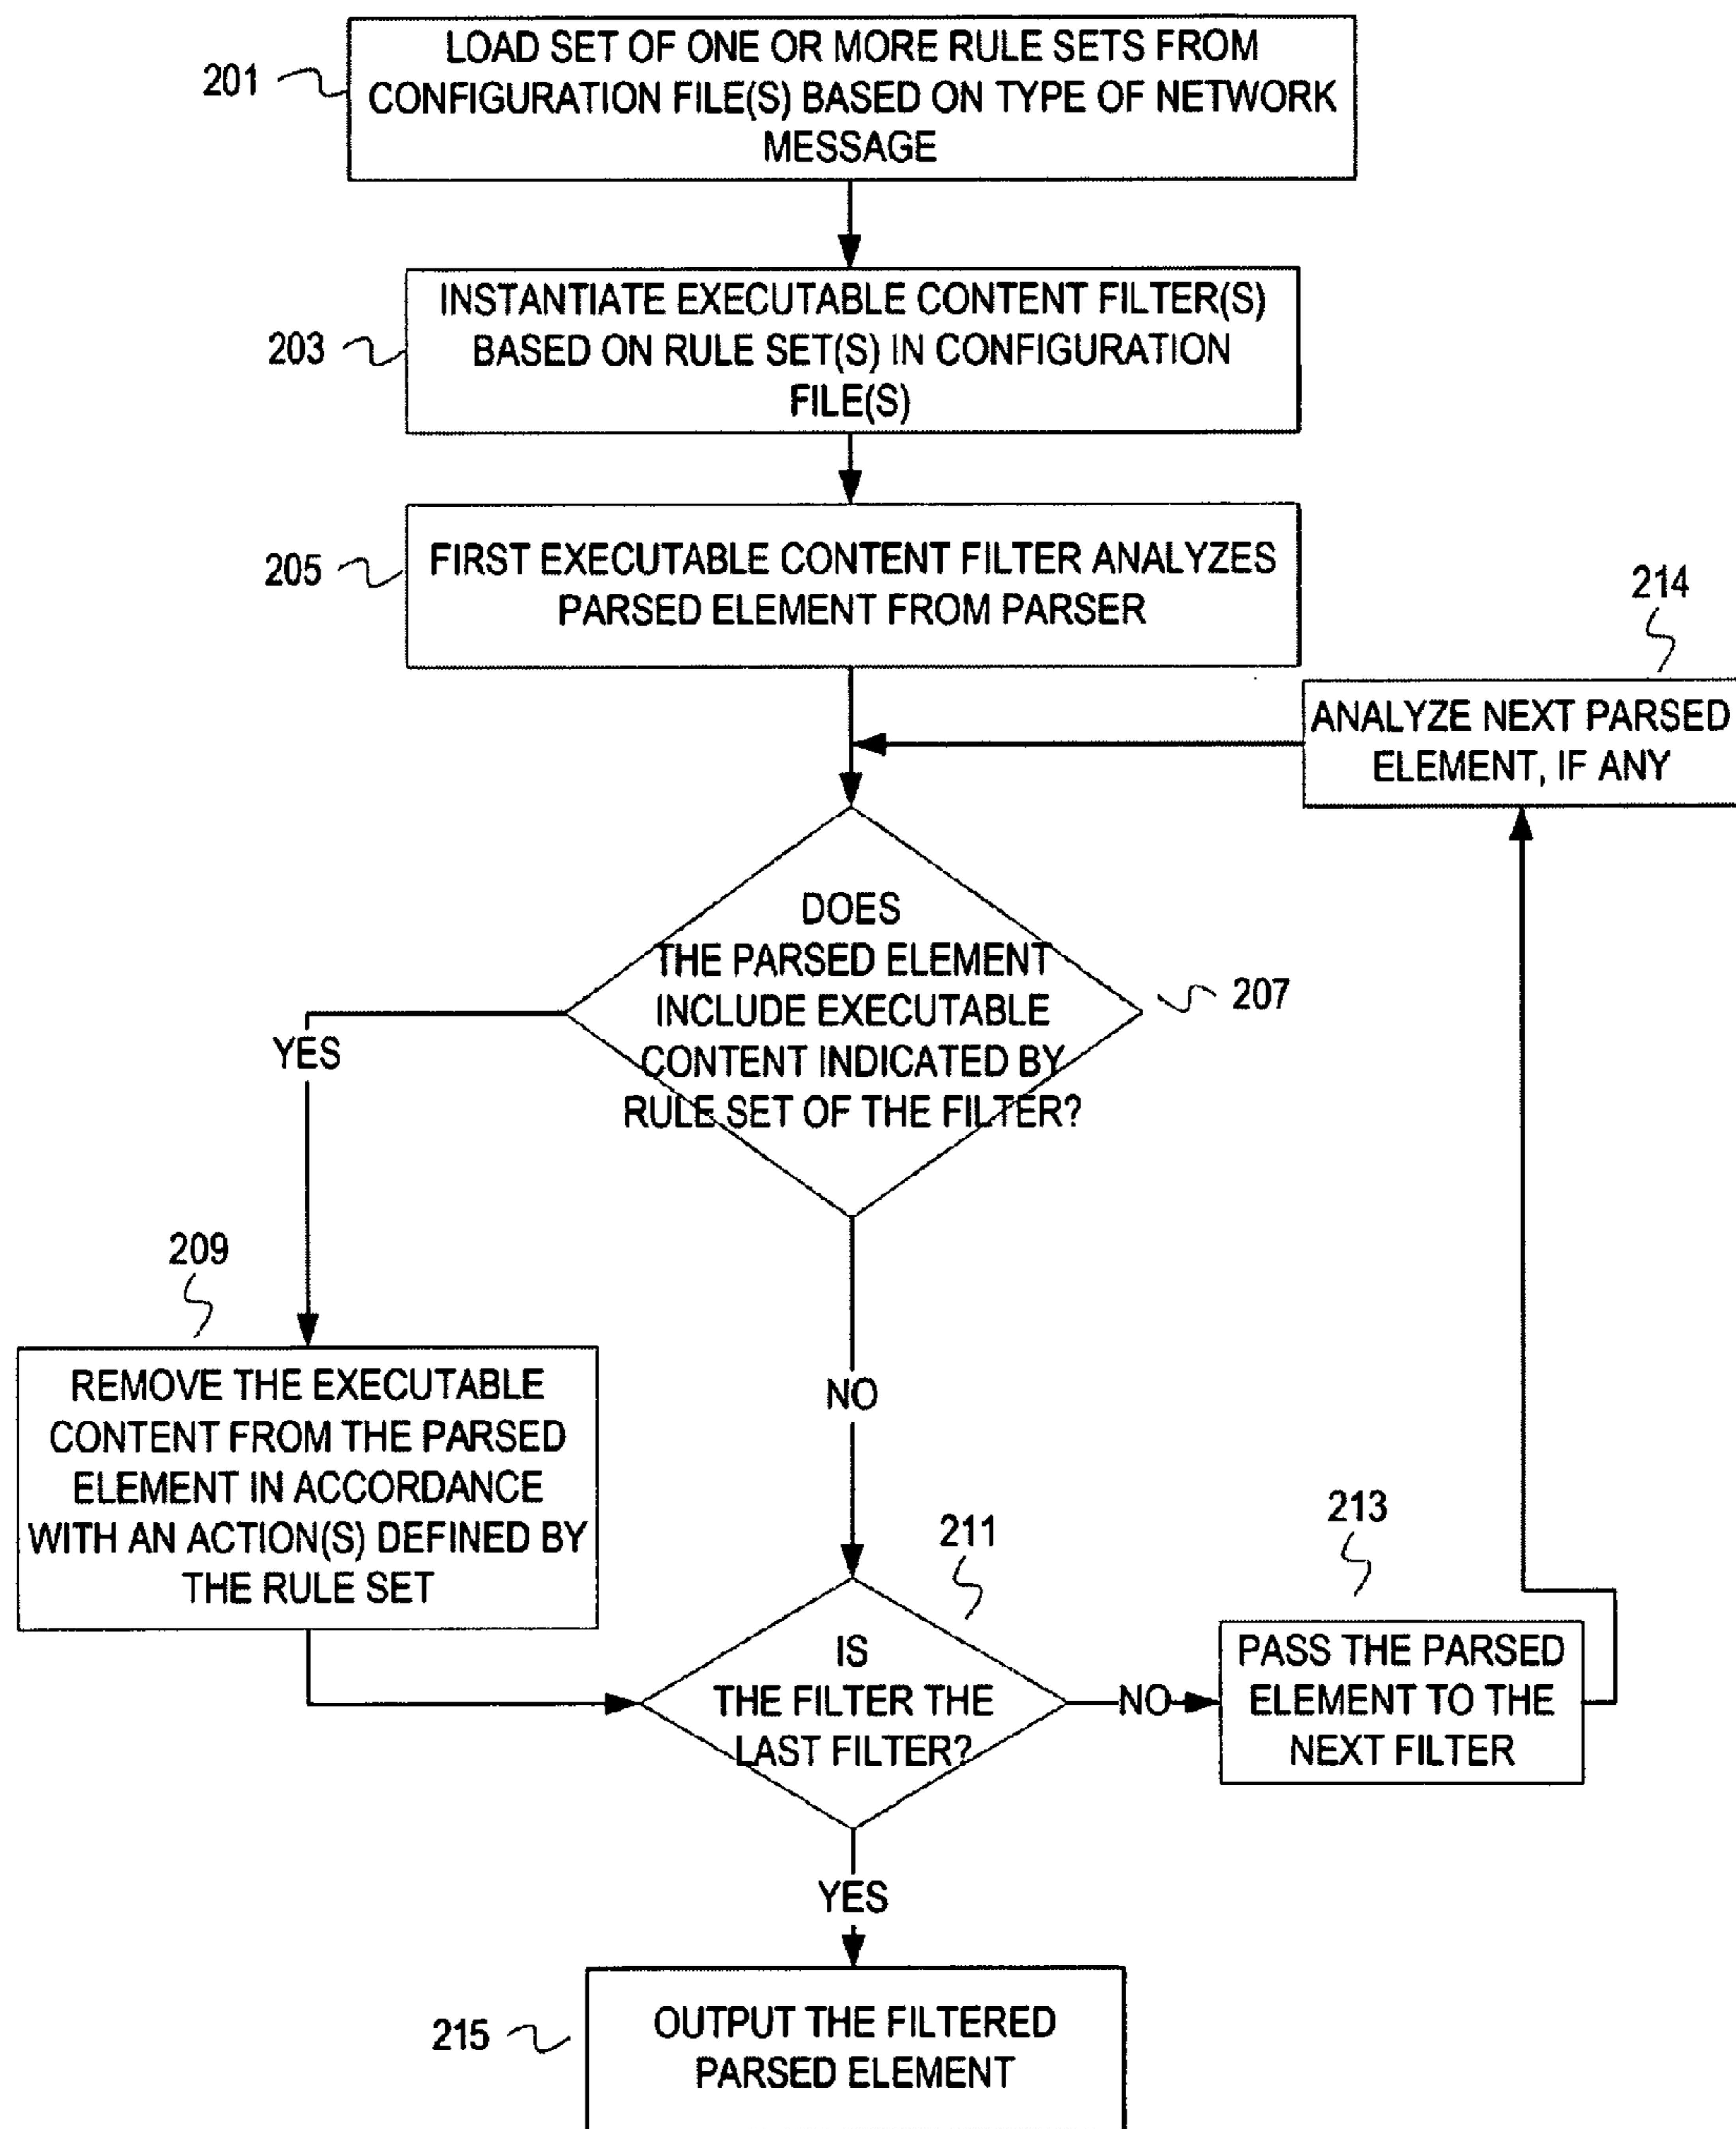 LOAD SET OF ONE OR MORE RULE SETS FROM
CONFIGURATION FILE(S) BASED ON TYPE OF NETWORK
MESSAGE
201
INSTANTIATE EXECUTABLE CONTENT FILTER(S)
BASED ON RULE SET(S) IN CONFIGURATION
FILE(S)
203
FIRST EXECUTABLE CONTENT FILTER ANALYZES
PARSED ELEMENT FROM PARSER
205
214
ANALYZE NEXT PARSED
ELEMENT, IF ANY
DOES
THE PARSED ELEMENT
INCLUDE EXECUTABLE
CONTENT INDICATED BY
RULE SET OF THE FILTER?
207
YES
NO
209
REMOVE THE EXECUTABLE
CONTENT FROM THE PARSED
ELEMENT IN ACCORDANCE
WITH AN ACTION(S) DEFINED BY
THE RULE SET
211
IS
THE FILTER THE
LAST FILTER?
NO
213
PASS THE PARSED
ELEMENT TO THE
NEXT FILTER
YES
215
OUTPUT THE FILTERED
PARSED ELEMENT